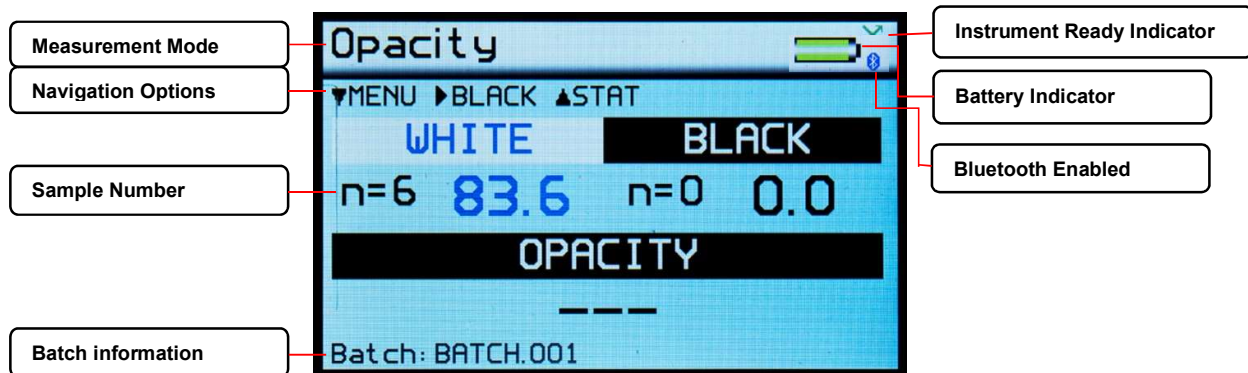 Measurement Mode
Navigation Options
Sample Number
Batch information
Opacity
▼MENU ▶BLACK ▲STAT
WHITE BLACK
n=6 83.6 n=0 0.0
OPACITY
---
Batch: BATCH.001
Instrument Ready Indicator
Battery Indicator
Bluetooth Enabled